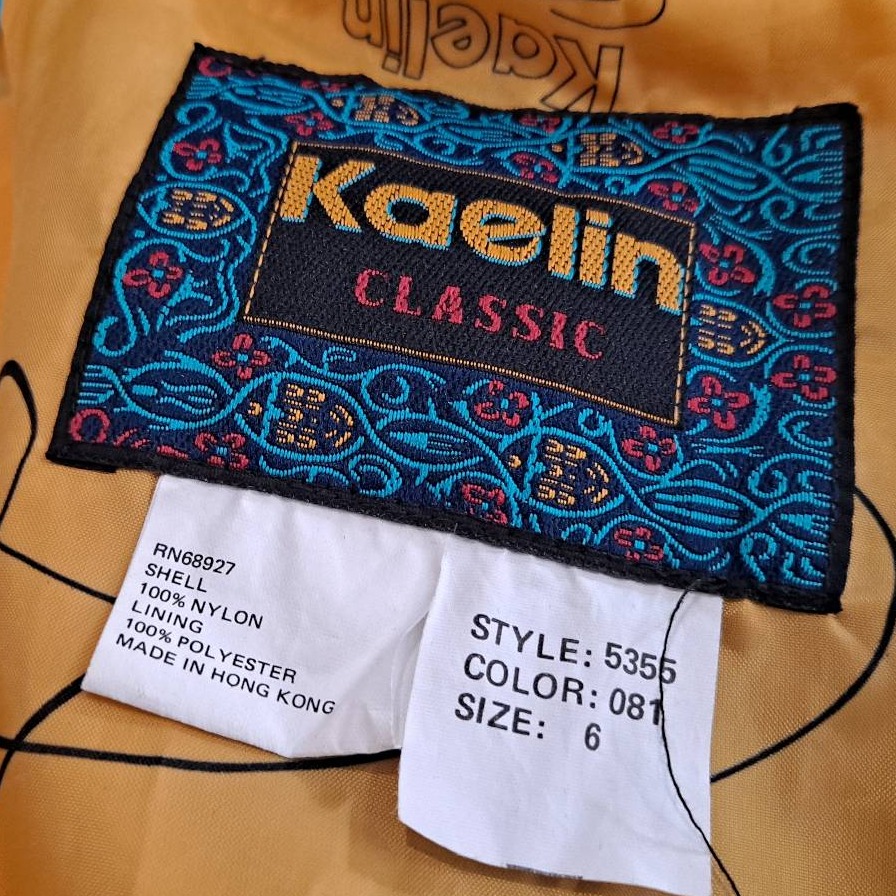 Kaelin
Kaelin
CLASSIC
RN68927
SHELL
100% NYLON
LINING
100% POLYESTER
MADE IN HONG KONG
STYLE: 5355
COLOR: 081
SIZE: 6